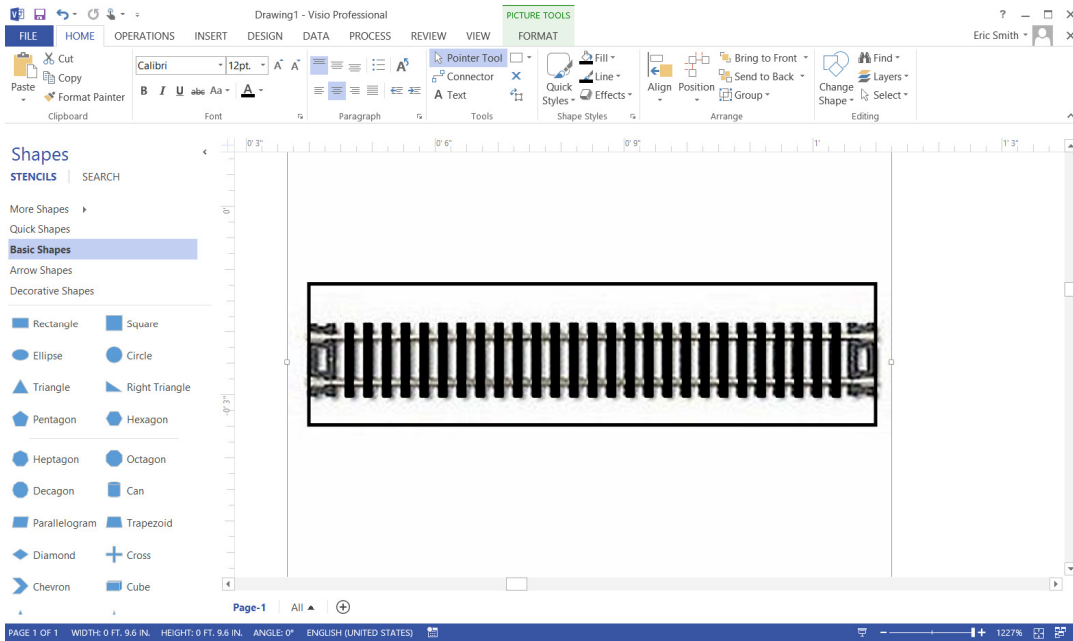 Drawing1 - Visio Professional
PICTURE TOOLS
?
FILE HOME OPERATIONS INSERT DESIGN DATA PROCESS REVIEW VIEW FORMAT
Eric Smith
Paste
Cut
Copy
Format Painter
Clipboard
Calibri 12pt. A A
B I U abc Aa A
Font
Paragraph
Pointer Tool
Connector
A Text
Tools
Quick Styles
Fill
Line
Effects
Shape Styles
Align Position
Bring to Front
Send to Back
Group
Arrange
Change Shape
Find
Layers
Select
Editing
Shapes
STENCILS SEARCH
More Shapes
Quick Shapes
Basic Shapes
Arrow Shapes
Decorative Shapes
Rectangle Square
Ellipse Circle
Triangle Right Triangle
Pentagon Hexagon
Heptagon Octagon
Decagon Can
Parallelogram Trapezoid
Diamond Cross
Chevron Cube
0' 3" 0' 6" 0' 9" 1' 1' 3"
0'
-0' 3"
Page-1 All
PAGE 1 OF 1 WIDTH: 0 FT. 9.6 IN. HEIGHT: 0 FT. 9.6 IN. ANGLE: 0° ENGLISH (UNITED STATES) 1227%